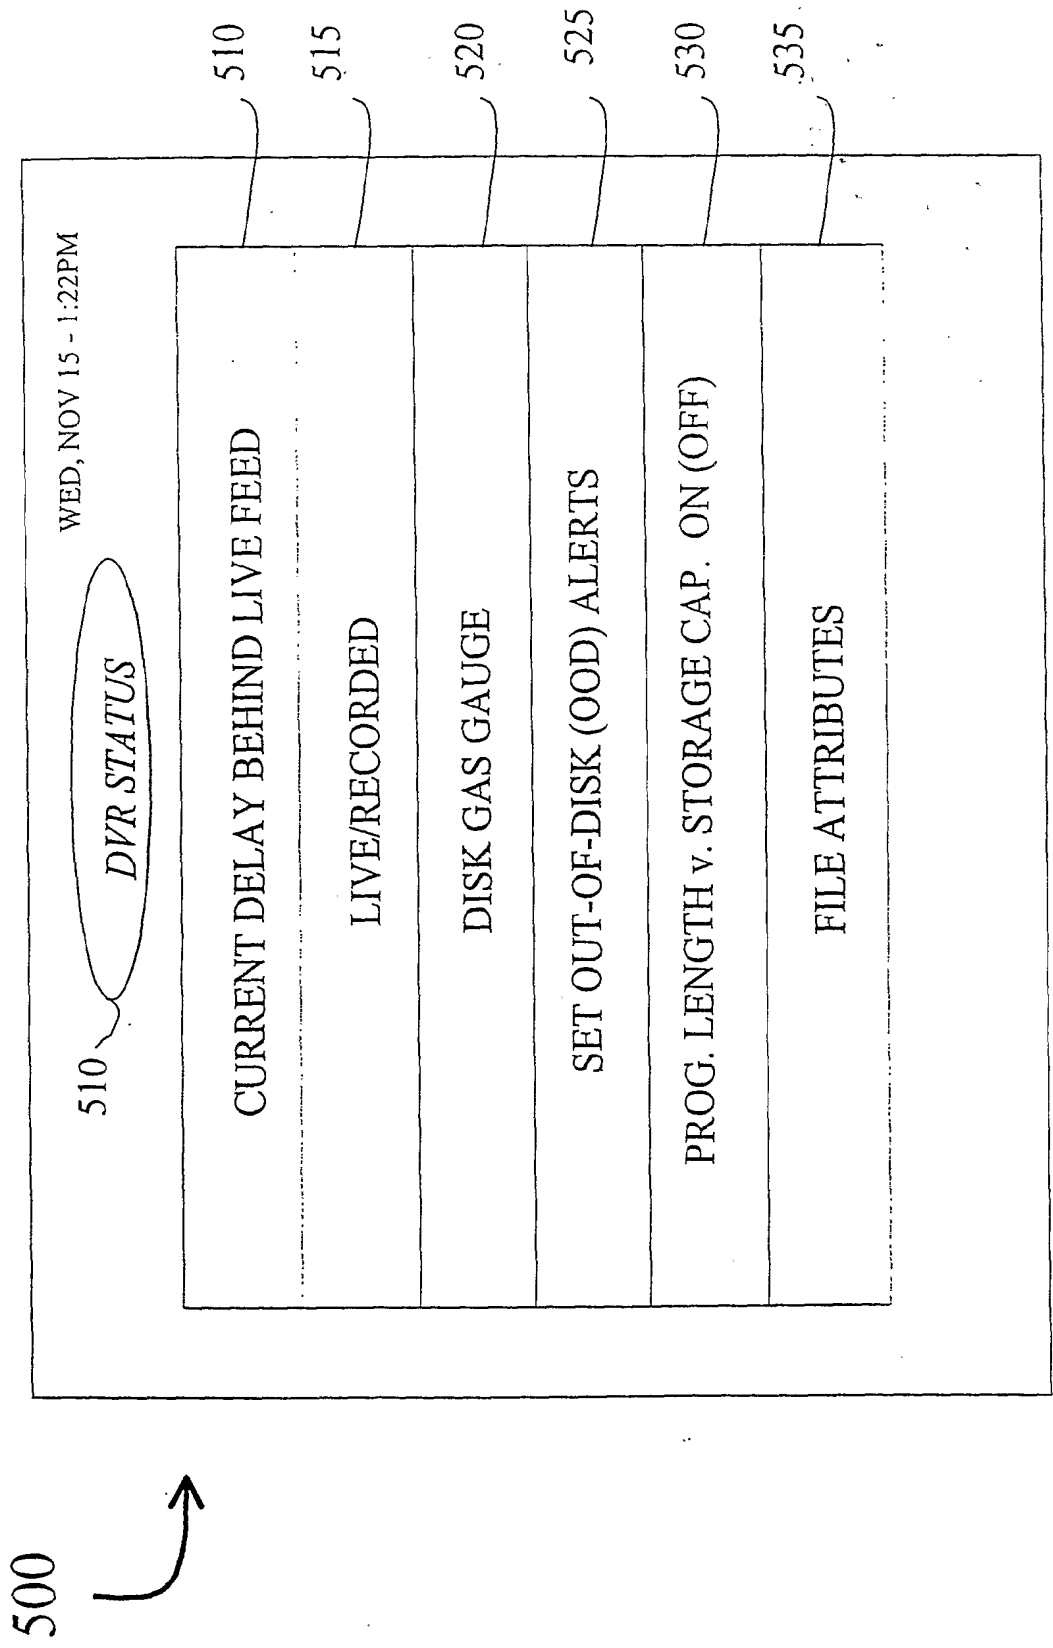 500
WED, NOV 15 - 1:22PM
510
DVR STATUS
CURRENT DELAY BEHIND LIVE FEED
510
LIVE/RECORDED
515
DISK GAS GAUGE
520
SET OUT-OF-DISK (OOD) ALERTS
525
PROG. LENGTH v. STORAGE CAP. ON (OFF)
530
FILE ATTRIBUTES
535